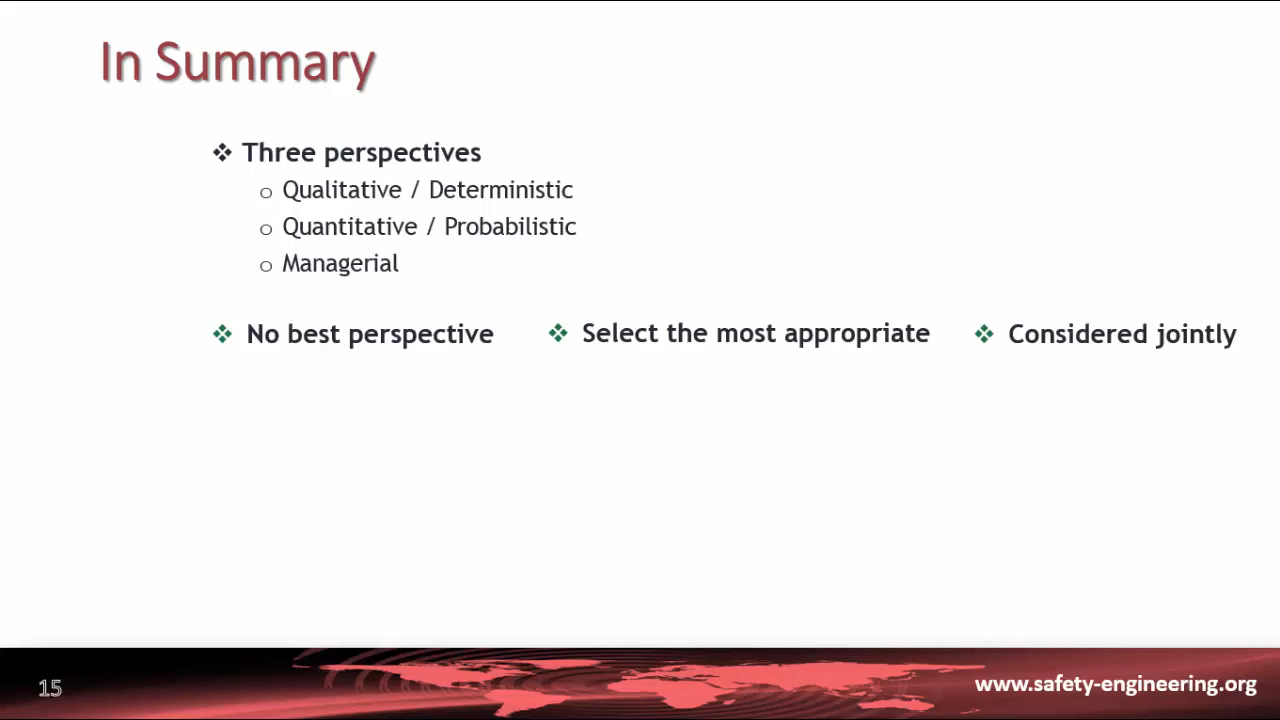 In Summary
❖ Three perspectives
o Qualitative / Deterministic
o Quantitative / Probabilistic
o Managerial
❖ No best perspective ❖ Select the most appropriate ❖ Considered jointly
15
www.safety-engineering.org